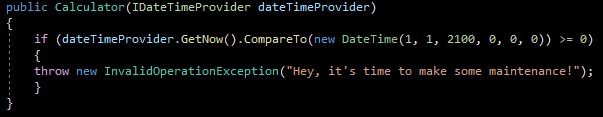 public Calculator(IDateTimeProvider dateTimeProvider)
{
    if (dateTimeProvider.GetNow().CompareTo(new DateTime(1, 1, 2100, 0, 0, 0)) >= 0)
    {
    throw new InvalidOperationException("Hey, it's time to make some maintenance!");
    }
}